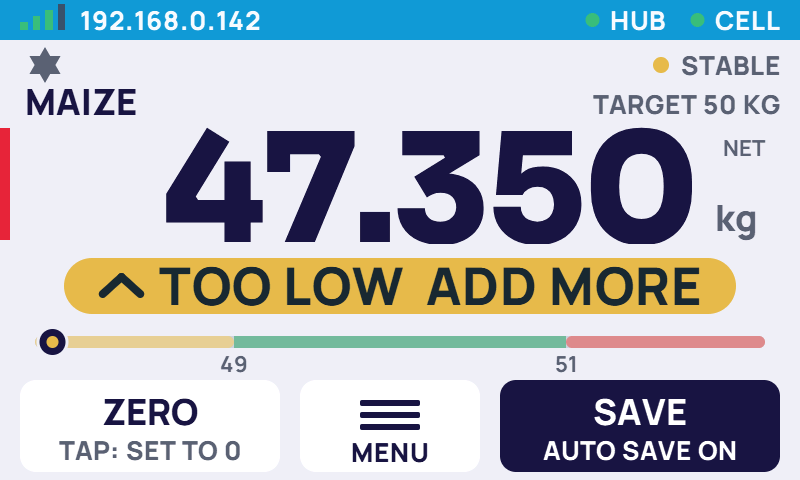 192.168.0.142
HUB
CELL
STABLE
MAIZE
TARGET 50 KG
NET
47.350
kg
TOO LOW ADD MORE
49
51
ZERO
TAP: SET TO 0
MENU
SAVE
AUTO SAVE ON